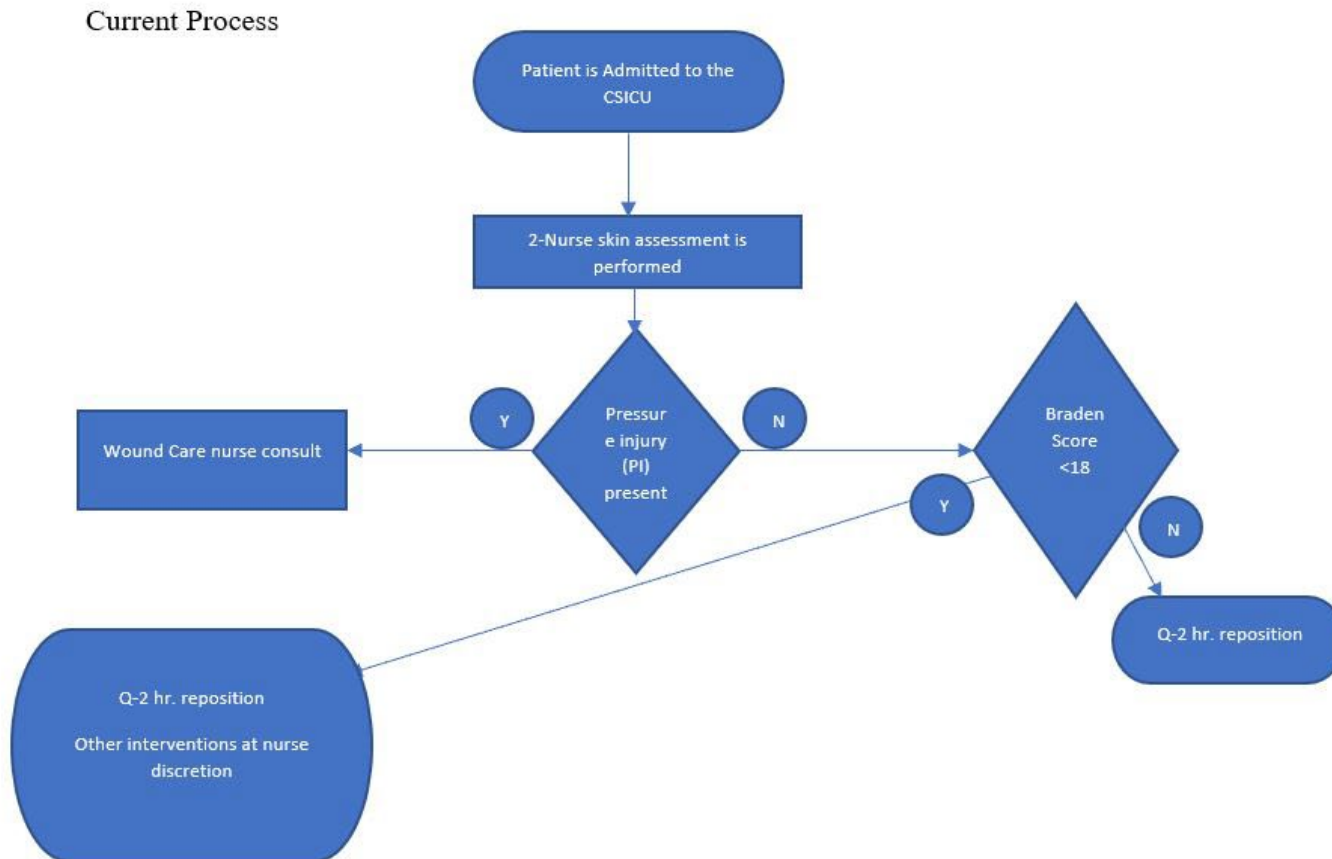 Current Process
Patient is Admitted to the
CSICU
2-Nurse skin assessment is
performed
Y
Pressur
e injury
(PI)
present
N
Wound Care nurse consult
Braden
Score
<18
Y
N
Q-2 hr. reposition
Q-2 hr. reposition
Other interventions at nurse
discretion